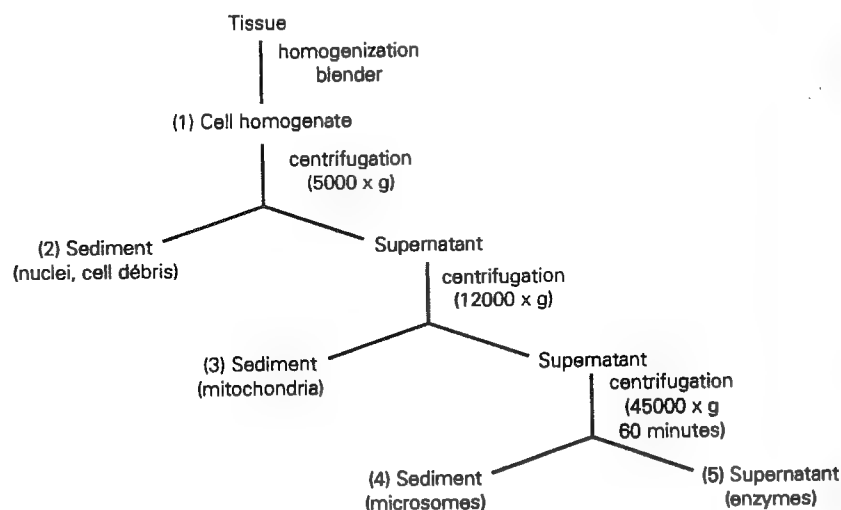 Tissue
homogenization
blender
(1) Cell homogenate
centrifugation
(5000 x g)
(2) Sediment
(nuclei, cell débris)
Supernatant
centrifugation
(12000 x g)
(3) Sediment
(mitochondria)
Supernatant
centrifugation
(45000 x g
60 minutes)
(4) Sediment
(microsomes)
(5) Supernatant
(enzymes)